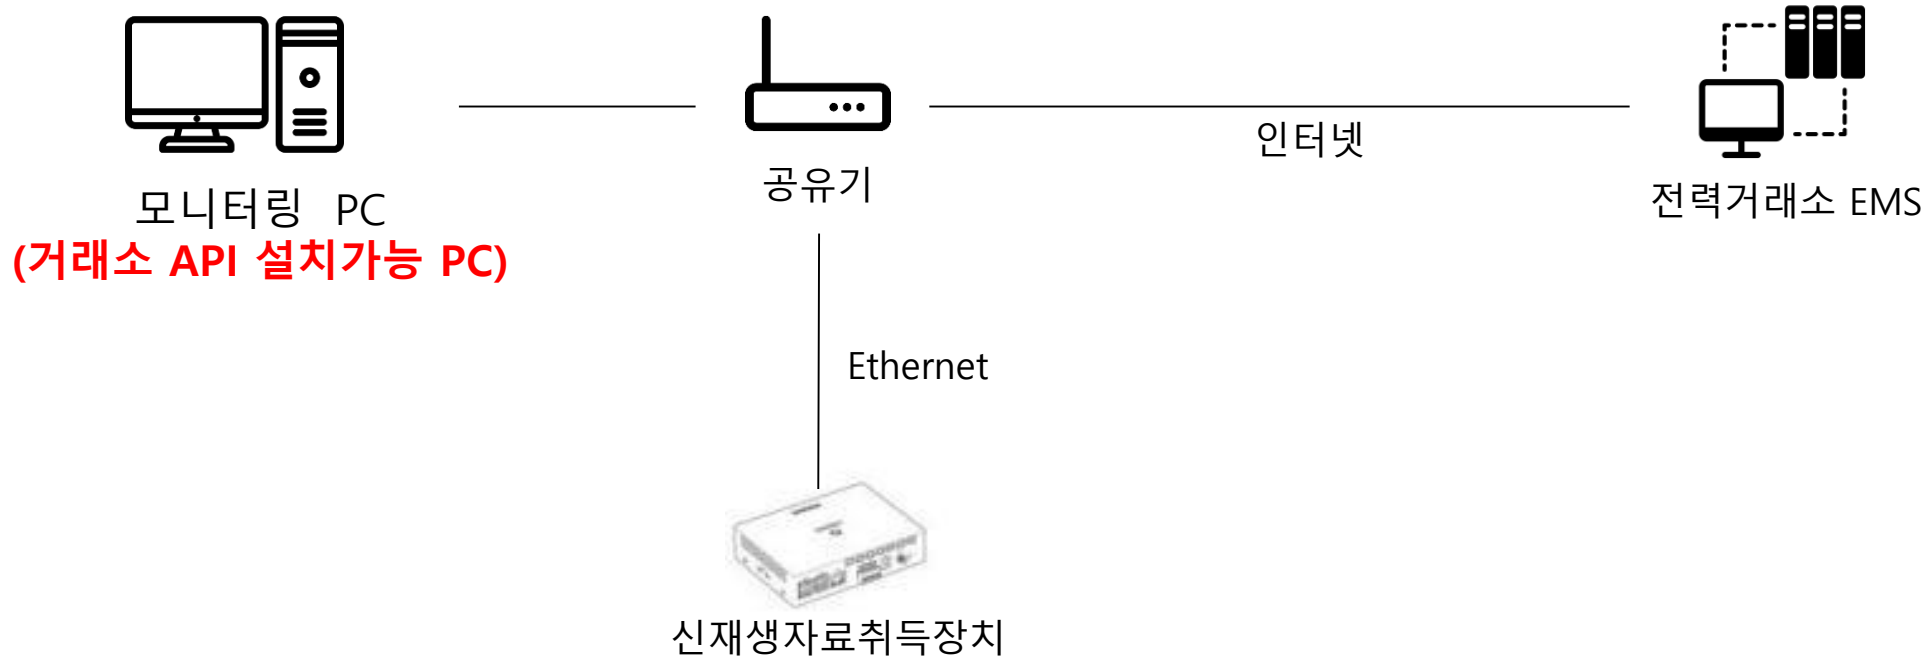 인터넷
공유기
모니터링 PC
(거래소 API 설치가능 PC)
전력거래소 EMS
Ethernet
신재생자료취득장치